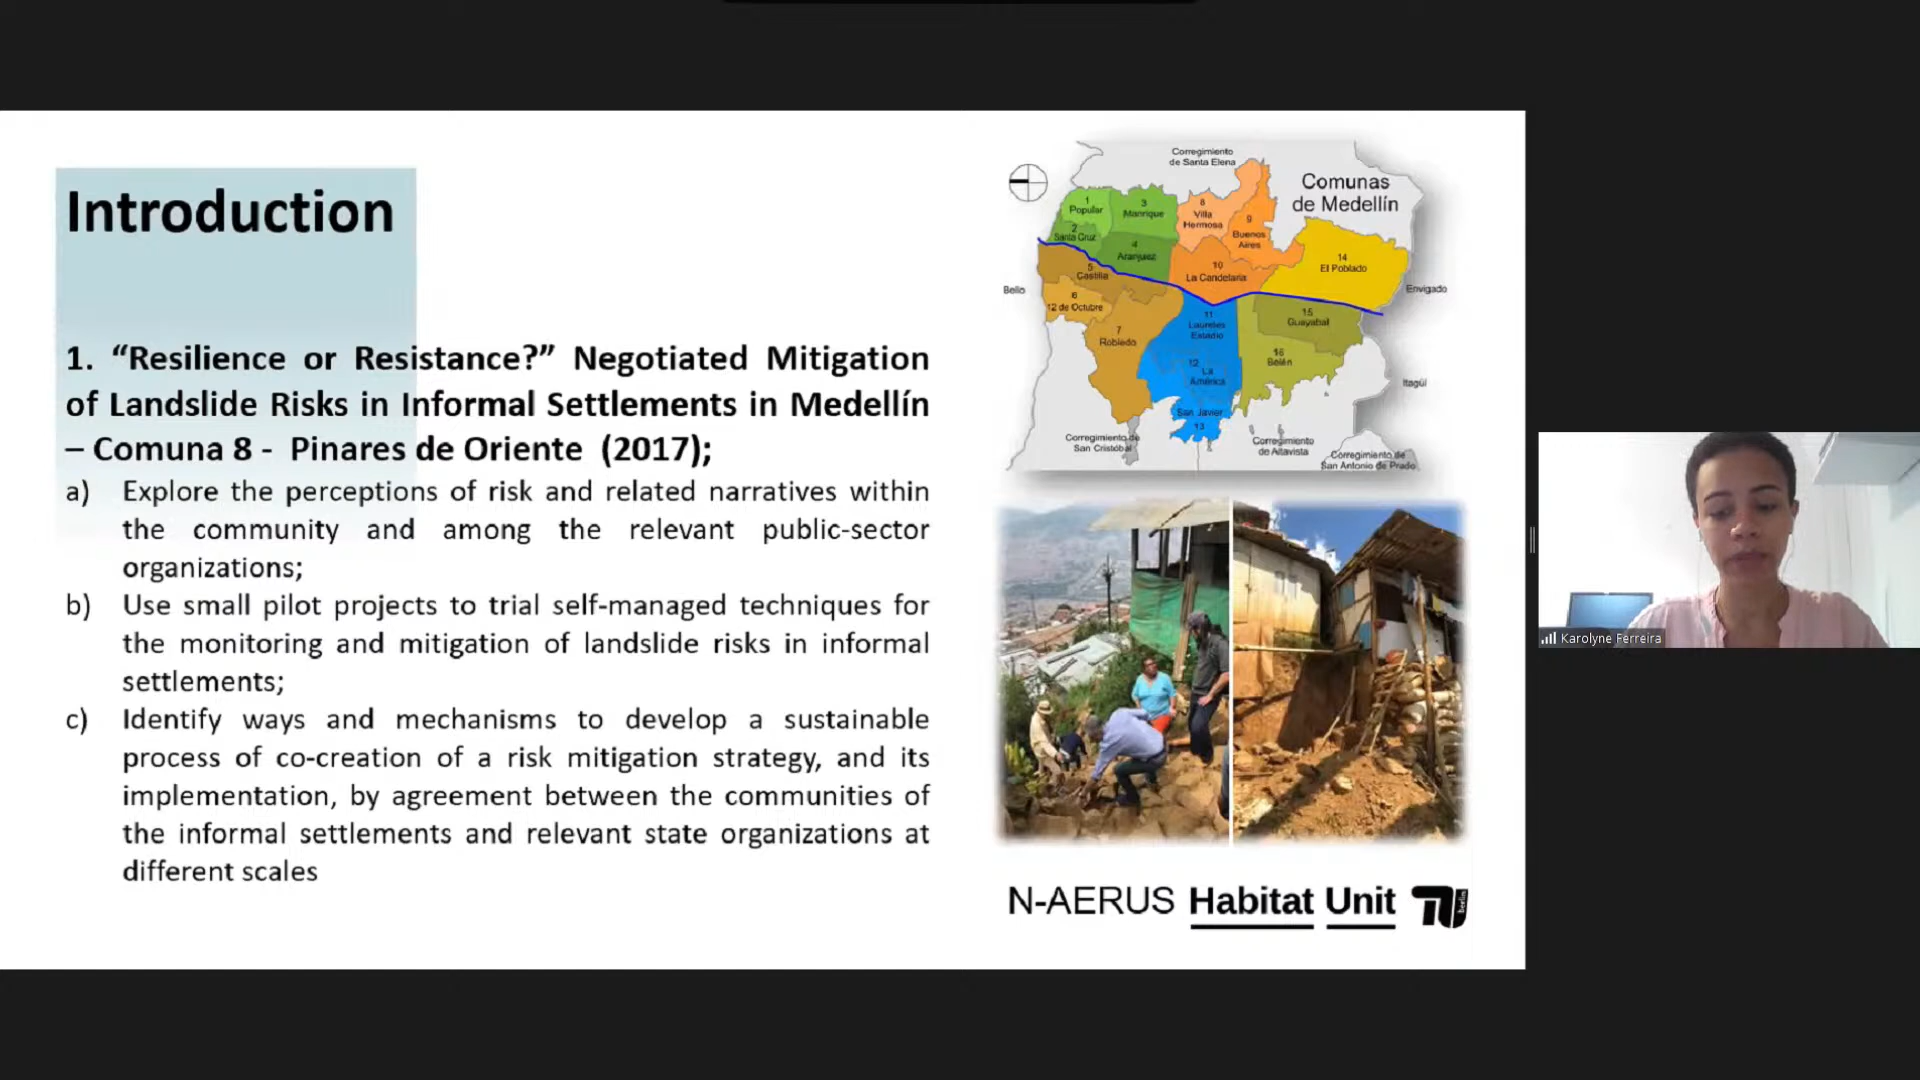 Introduction
1. “Resilience or Resistance?” Negotiated Mitigation
of Landslide Risks in Informal Settlements in Medellín
– Comuna 8 - Pinares de Oriente (2017);
a) Explore the perceptions of risk and related narratives within
the community and among the relevant public-sector
organizations;
b) Use small pilot projects to trial self-managed techniques for
the monitoring and mitigation of landslide risks in informal
settlements;
c) Identify ways and mechanisms to develop a sustainable
process of co-creation of a risk mitigation strategy, and its
implementation, by agreement between the communities of
the informal settlements and relevant state organizations at
different scales
Corregimiento
de Santa Elena
Comunas
de Medellín
1
Popular
2
Santa Cruz
3
Manrique
4
Aranjuez
8
Villa
Hermosa
9
Buenos
Aires
10
La Candelaria
14
El Poblado
Bello
Envigado
5
Castilla
6
12 de Octubre
7
Robledo
11
Laureles
Estadio
12
La
América
San Javier
13
15
Guayabal
16
Belén
Itagüí
Corregimiento de
San Cristóbal
Corregimiento
de Altavista
Corregimiento de
San Antonio de Prado
N-AERUS Habitat Unit
berlin
Karolyne Ferreira